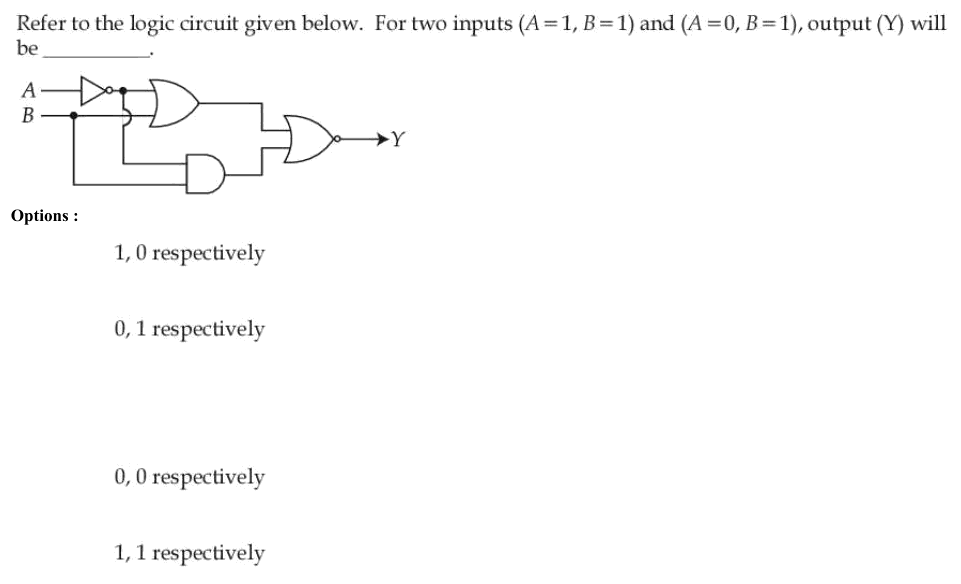 Refer to the logic circuit given below. For two inputs (A = 1, B = 1) and (A = 0, B = 1), output (Y) will
be __________.
A
B
Y
Options :
1, 0 respectively
0, 1 respectively
0, 0 respectively
1, 1 respectively